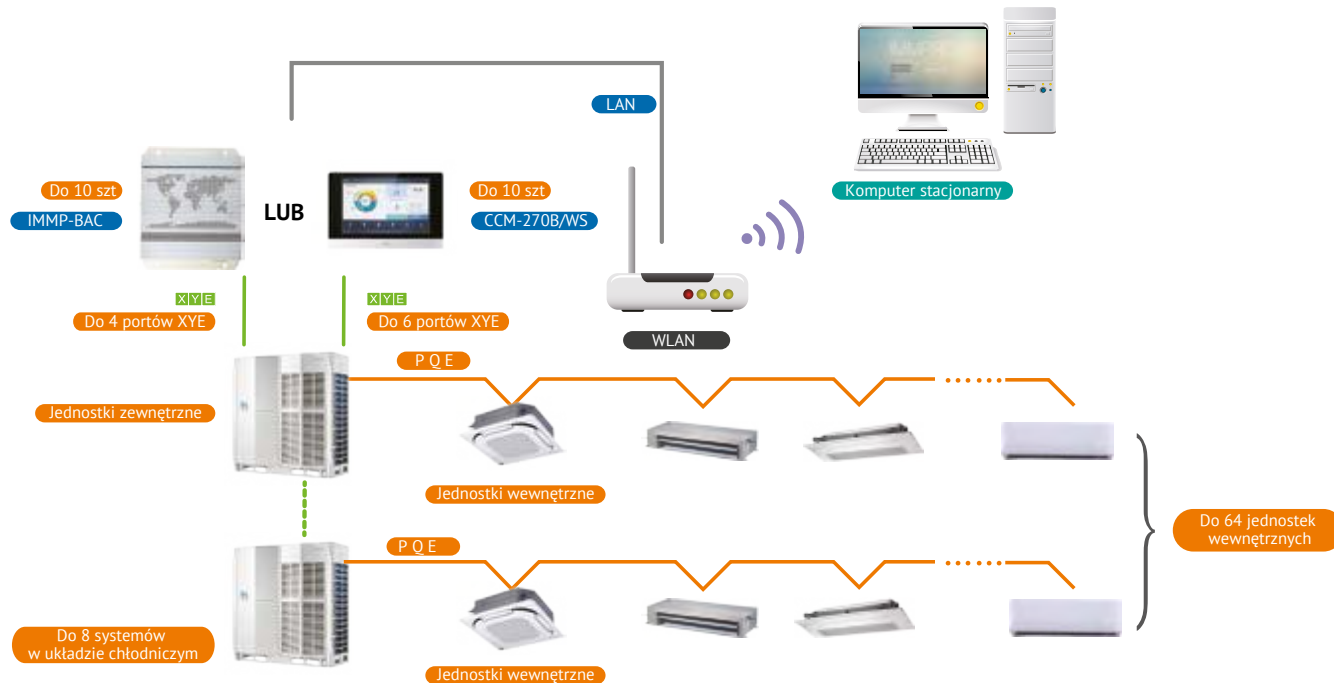 LAN
Komputer stacjonarny
Do 10 szt
IMMP-BAC
LUB
Do 10 szt
CCM-270B/WS
X Y E
Do 4 portów XYE
X Y E
Do 6 portów XYE
WLAN
P Q E
Jednostki zewnętrzne
Jednostki wewnętrzne
Do 64 jednostek
wewnętrznych
P Q E
Do 8 systemów
w układzie chłodniczym
Jednostki wewnętrzne